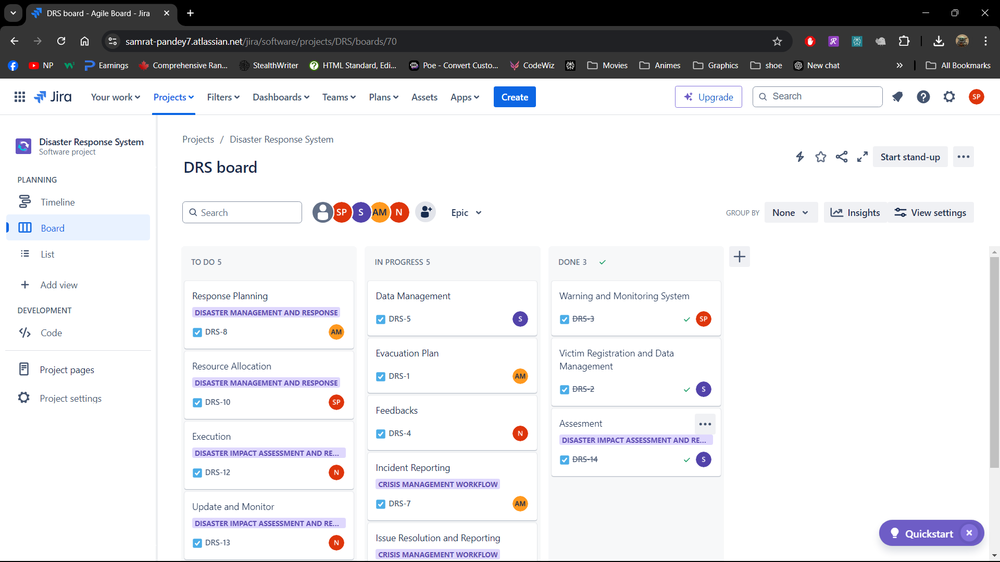 DRS board - Agile Board - Jira
samrat-pandey7.atlassian.net/jira/software/projects/DRS/boards/70
NP Earnings Comprehensive Ran... StealthWriter HTML Standard, Edi... Poe - Convert Custo... CodeWiz Movies Animes Graphics shoe New chat All Bookmarks
Jira Your work Projects Filters Dashboards Teams Plans Assets Apps Create Upgrade Search SP
Disaster Response System
Software project
PLANNING
Timeline
Board
List
Add view
DEVELOPMENT
Code
Project pages
Project settings
Projects / Disaster Response System
DRS board
Start stand-up
Search SP S AM N Epic GROUP BY None Insights View settings
TO DO 5
Response Planning
DISASTER MANAGEMENT AND RESPONSE
DRS-8 AM
Resource Allocation
DISASTER MANAGEMENT AND RESPONSE
DRS-10 SP
Execution
DISASTER IMPACT ASSESSMENT AND RE...
DRS-12 N
Update and Monitor
DISASTER IMPACT ASSESSMENT AND RE...
DRS-13 N
IN PROGRESS 5
Data Management
DRS-5 S
Evacuation Plan
DRS-1 AM
Feedbacks
DRS-4 N
Incident Reporting
CRISIS MANAGEMENT WORKFLOW
DRS-7 AM
Issue Resolution and Reporting
CRISIS MANAGEMENT WORKFLOW
DONE 3
Warning and Monitoring System
DRS-3 SP
Victim Registration and Data
Management
DRS-2 S
Assesment
DISASTER IMPACT ASSESSMENT AND RE...
DRS-14 S
Quickstart